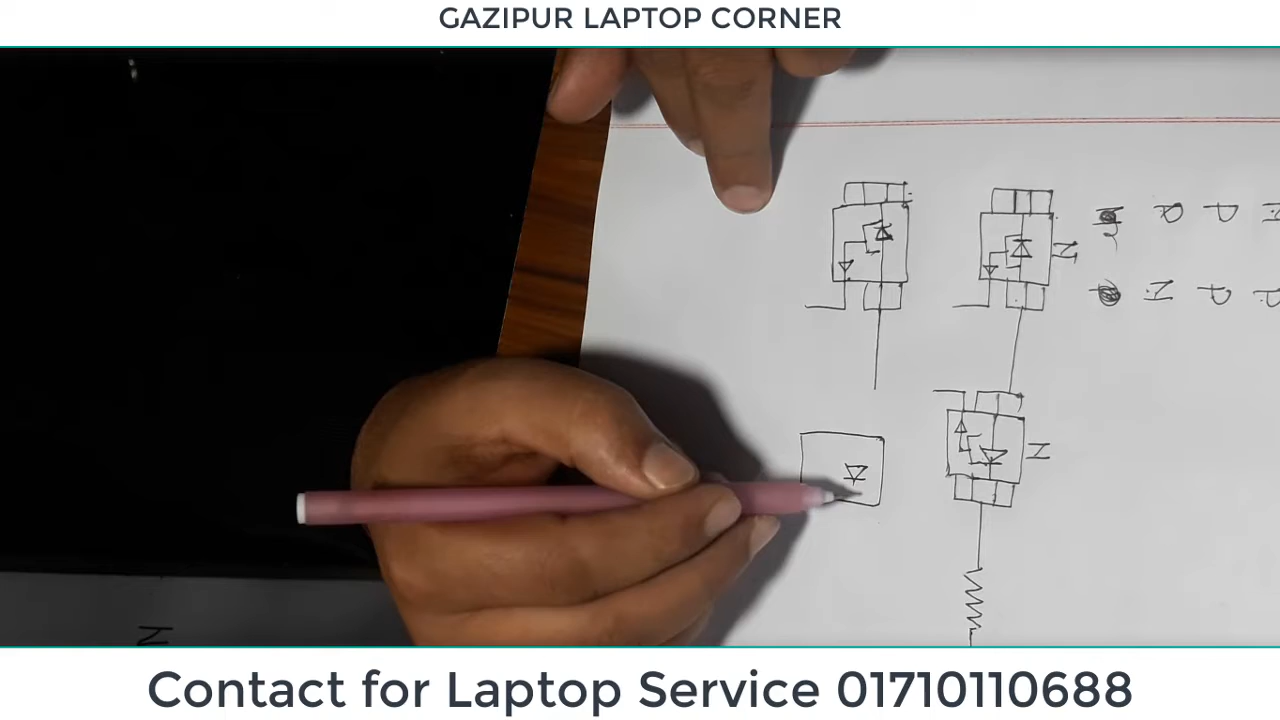 GAZIPUR LAPTOP CORNER
P P
N
N P
N
N
Contact for Laptop Service 01710110688